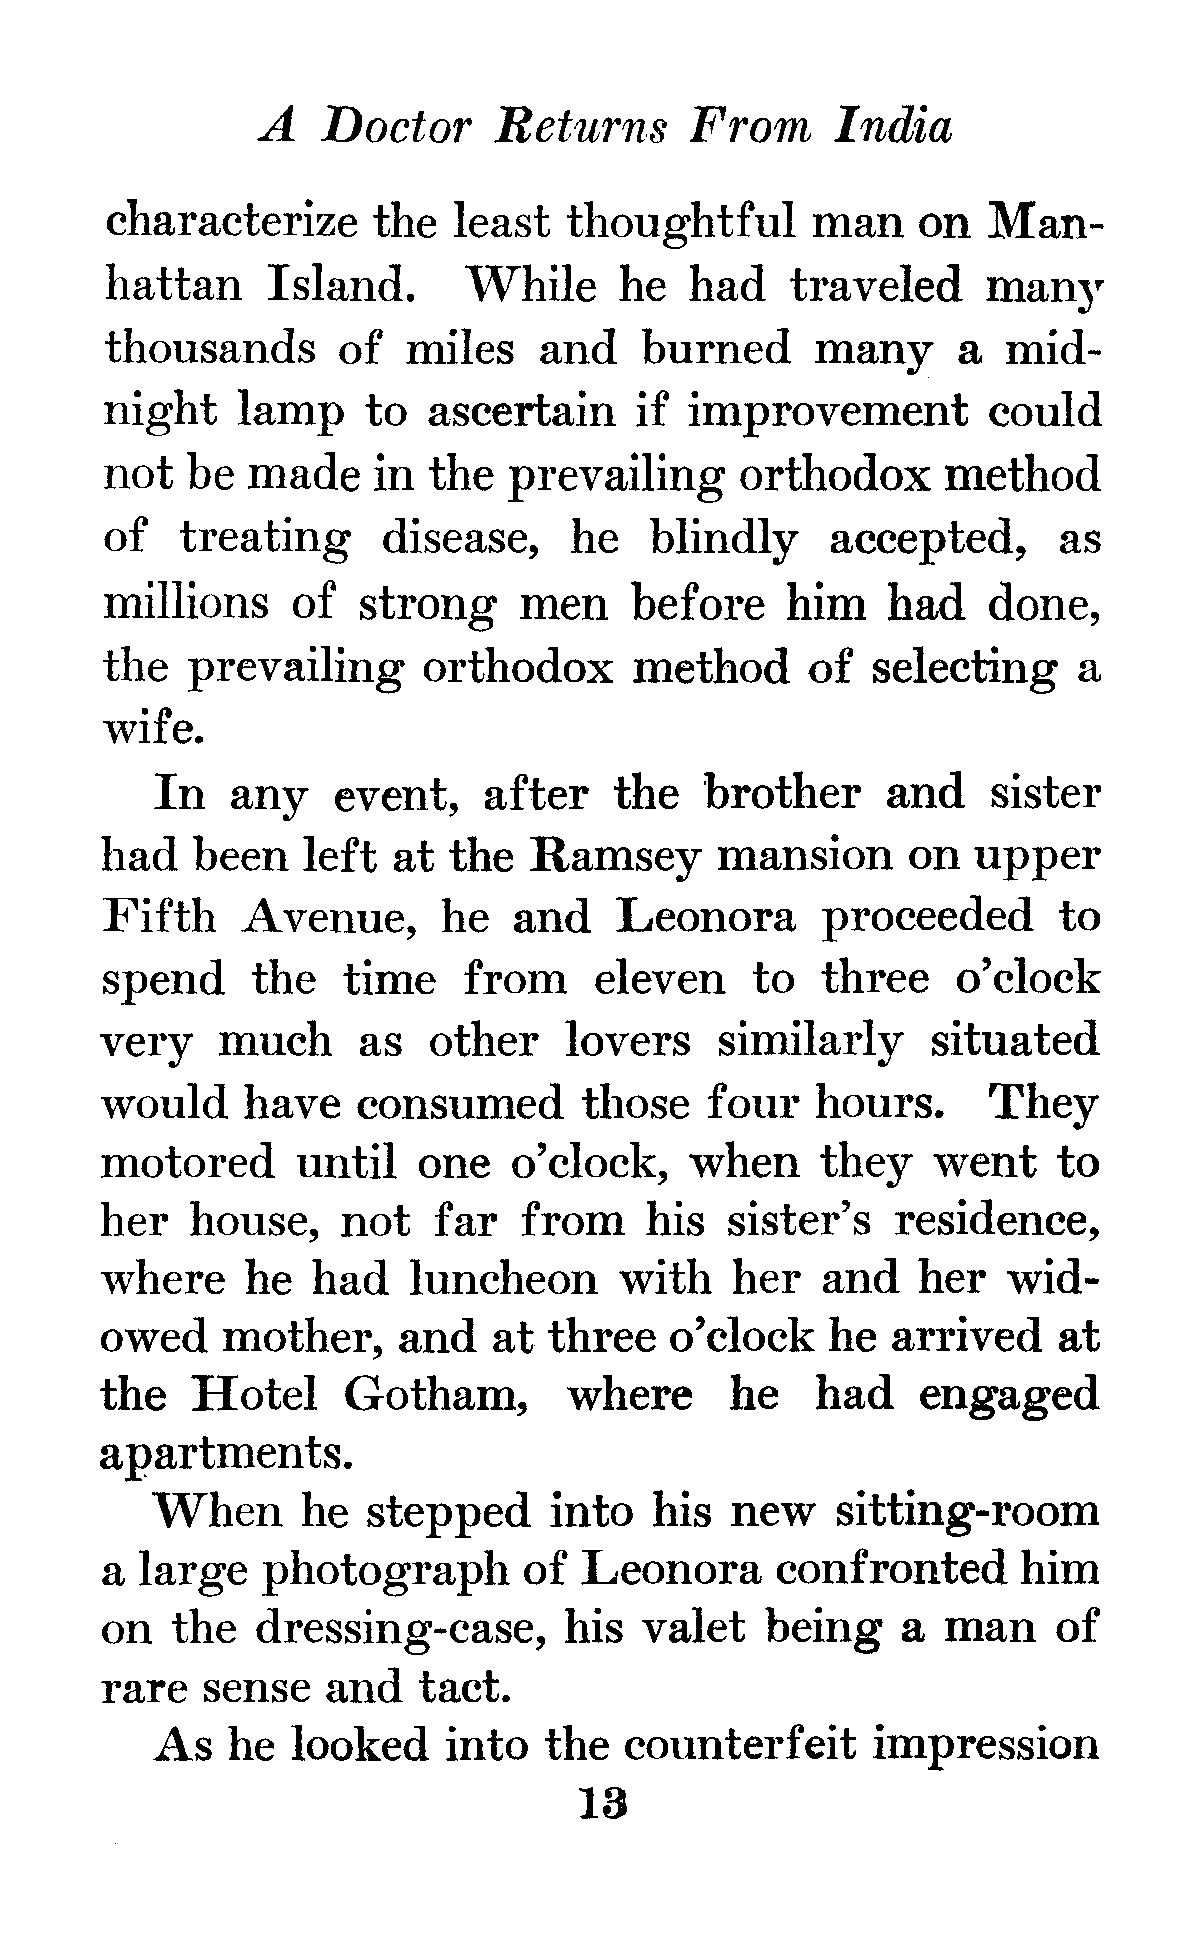 A Doctor Returns From India
characterize the least thoughtful man on Man-
hattan Island. While he had traveled many
thousands of miles and burned many a mid-
night lamp to ascertain if improvement could
not be made in the prevailing orthodox method
of treating disease, he blindly accepted, as
millions of strong men before him had done,
the prevailing orthodox method of selecting a
wife.
In any event, after the brother and sister
had been left at the Ramsey mansion on upper
Fifth Avenue, he and Leonora proceeded to
spend the time from eleven to three o'clock
very much as other lovers similarly situated
would have consumed those four hours. They
motored until one o'clock, when they went to
her house, not far from his sister's residence,
where he had luncheon with her and her wid-
owed mother, and at three o'clock he arrived at
the Hotel Gotham, where he had engaged
apartments.
When he stepped into his new sitting-room
a large photograph of Leonora confronted him
on the dressing-case, his valet being a man of
rare sense and tact.
As he looked into the counterfeit impression
13